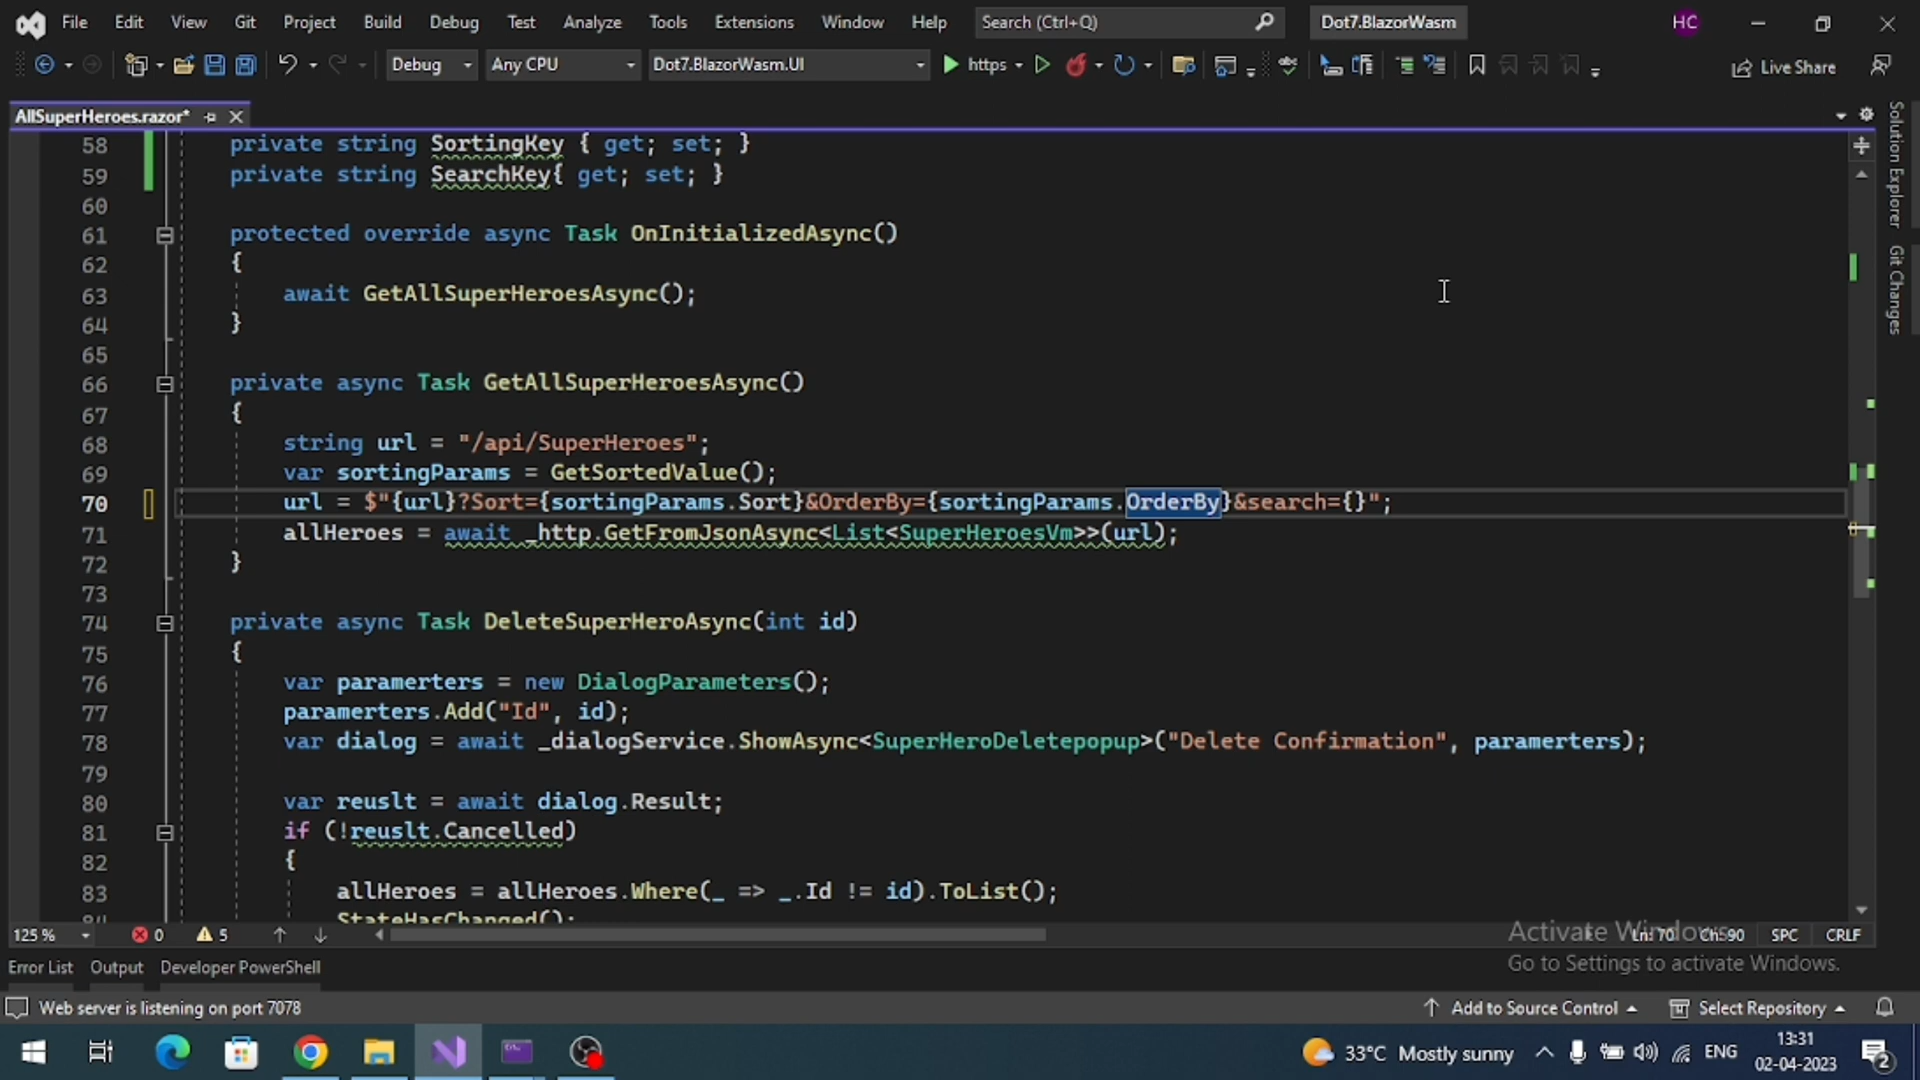 File Edit View Git Project Build Debug Test Analyze Tools Extensions Window Help Search (Ctrl+Q) Dot7.BlazorWasm HC
Debug Any CPU Dot7.BlazorWasm.UI https Live Share
AllSuperHeroes.razor*
58 private string SortingKey { get; set; }
59 private string SearchKey{ get; set; }
60
61 protected override async Task OnInitializedAsync()
62 {
63 await GetAllSuperHeroesAsync();
64 }
65
66 private async Task GetAllSuperHeroesAsync()
67 {
68 string url = "/api/SuperHeroes";
69 var sortingParams = GetSortedValue();
70 url = $"{url}?Sort={sortingParams.Sort}&OrderBy={sortingParams.OrderBy}&search={}";
71 allHeroes = await _http.GetFromJsonAsync<List<SuperHeroesVm>>(url);
72 }
73
74 private async Task DeleteSuperHeroAsync(int id)
75 {
76 var paramerters = new DialogParameters();
77 paramerters.Add("Id", id);
78 var dialog = await _dialogService.ShowAsync<SuperHeroDeletepopup>("Delete Confirmation", paramerters);
79
80 var reuslt = await dialog.Result;
81 if (!reuslt.Cancelled)
82 {
83 allHeroes = allHeroes.Where(_ => _.Id != id).ToList();
84 StateHasChanged();
Solution Explorer
Git Changes
125 % 0 5 Ln: 70 Ch: 90 SPC CRLF
Activate Windows
Go to Settings to activate Windows.
Error List Output Developer PowerShell
Web server is listening on port 7078 Add to Source Control Select Repository
33°C Mostly sunny ENG 13:31
02-04-2023 2